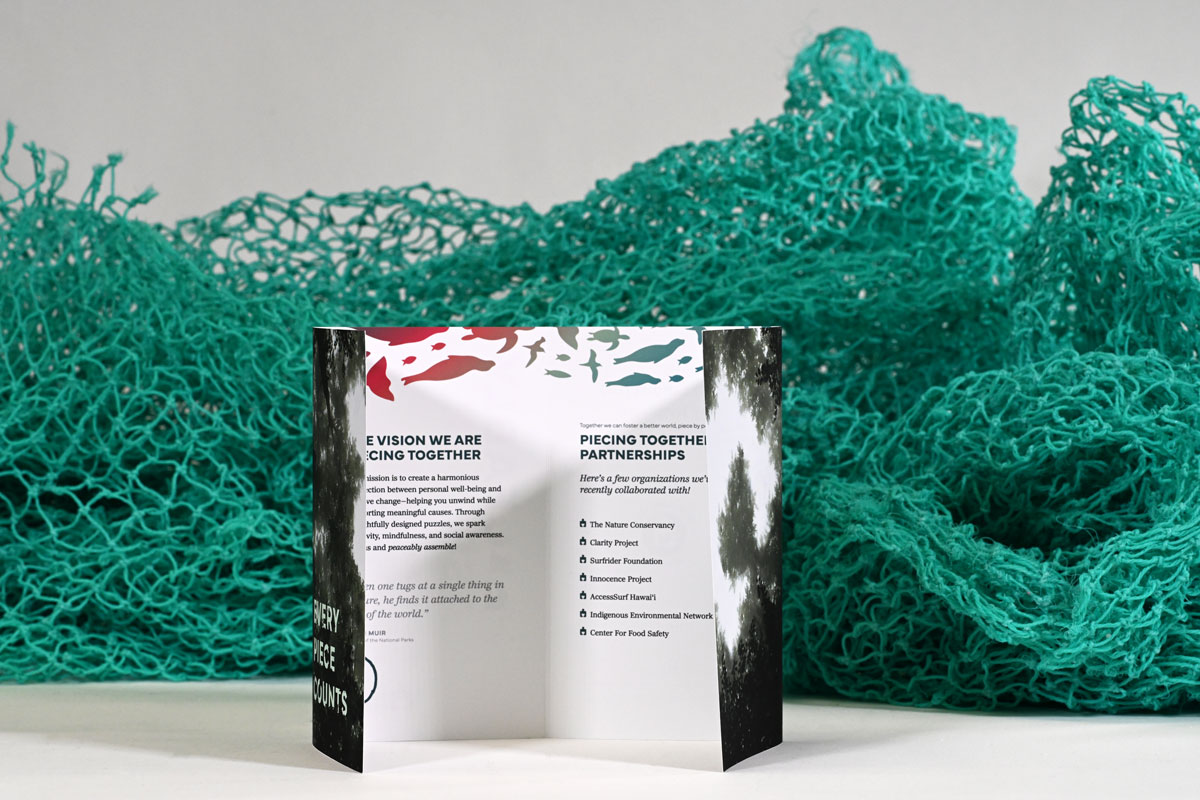 EVERY
PIECE
COUNTS
E VISION WE ARE
ECING TOGETHER
mission is to create a harmonious
ction between personal well-being and
ve change—helping you unwind while
orting meaningful causes. Through
htfully designed puzzles, we spark
ivity, mindfulness, and social awareness.
s and peaceably assemble!
en one tugs at a single thing in
ure, he finds it attached to the
of the world.”
MUIR
of the National Parks
Together we can foster a better world, piece by p
PIECING TOGETHER
PARTNERSHIPS
Here’s a few organizations we’v
recently collaborated with!
The Nature Conservancy
Clarity Project
Surfrider Foundation
Innocence Project
AccessSurf Hawai‘i
Indigenous Environmental Network
Center For Food Safety